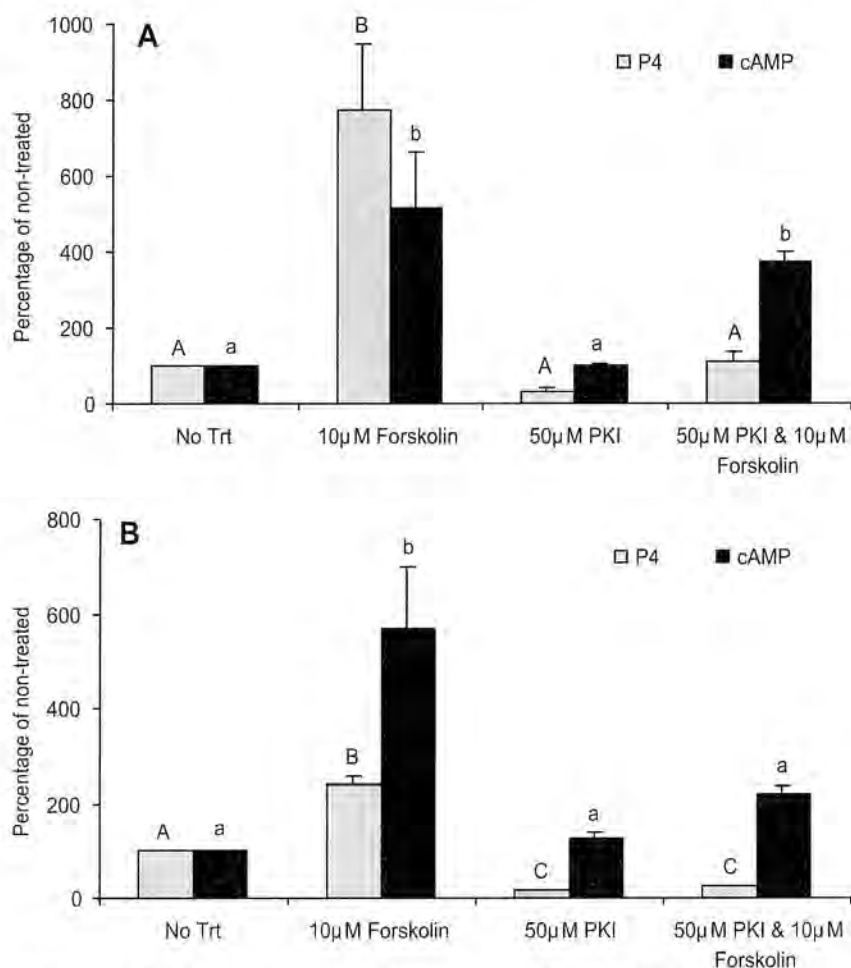 A
P4 cAMP
Percentage of non-treated
1000
800
600
400
200
0
A a
B b
A a
A b
No Trt 10µM Forskolin 50µM PKI 50µM PKI & 10µM
Forskolin
B
P4 cAMP
Percentage of non-treated
800
600
400
200
0
A a
B b
C a
C a
No Trt 10µM Forskolin 50µM PKI 50µM PKI & 10µM
Forskolin